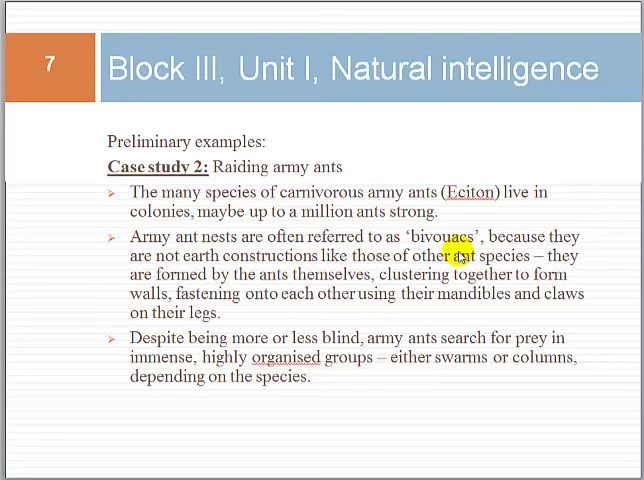 7
Block III, Unit I, Natural intelligence
Preliminary examples:
Case study 2: Raiding army ants
The many species of carnivorous army ants (Eciton) live in
colonies, maybe up to a million ants strong.
Army ant nests are often referred to as ‘bivouacs’, because they
are not earth constructions like those of other ant species – they
are formed by the ants themselves, clustering together to form
walls, fastening onto each other using their mandibles and claws
on their legs.
Despite being more or less blind, army ants search for prey in
immense, highly organised groups – either swarms or columns,
depending on the species.